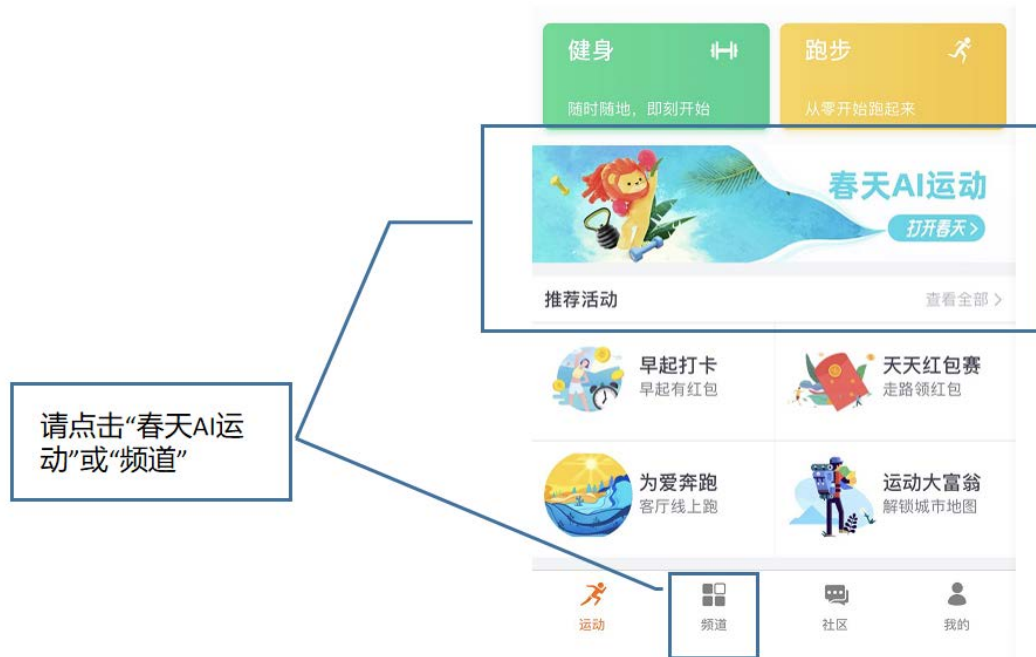 健身
跑步
随时随地，即刻开始
从零开始跑起来
春天AI运动
打开春天>
推荐活动
查看全部 >
早起打卡
早起有红包
天天红包赛
走路领红包
请点击“春天AI运
动”或“频道”
为爱奔跑
客厅线上跑
运动大富翁
解锁城市地图
运动
频道
社区
我的